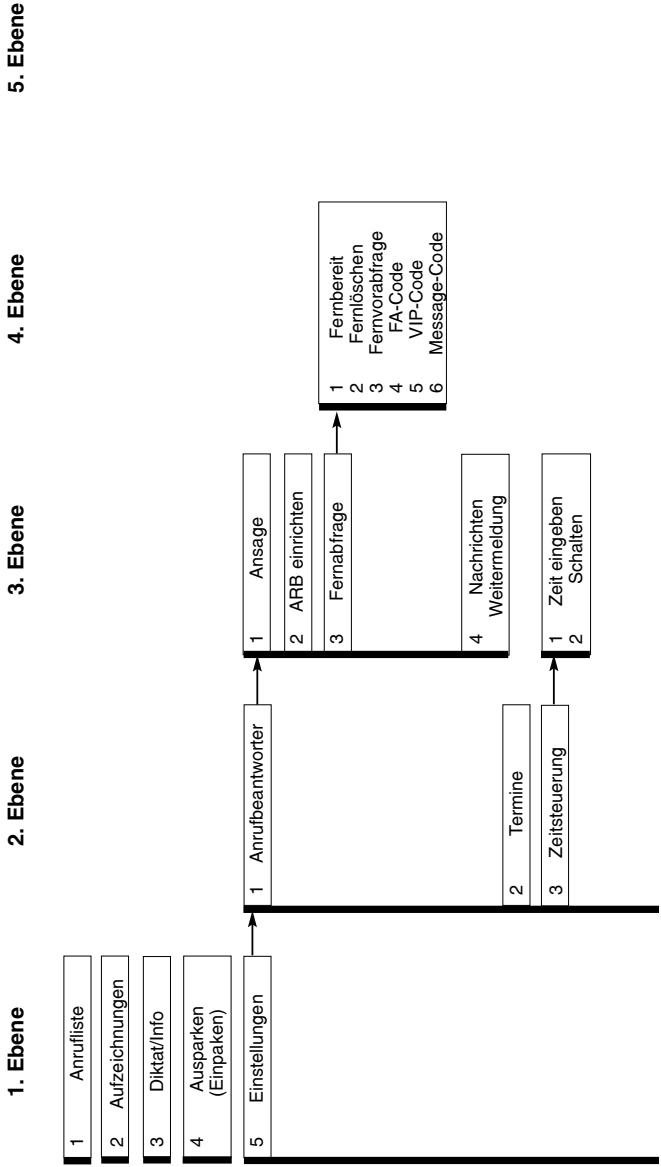 1. Ebene
2. Ebene
3. Ebene
4. Ebene
5. Ebene
1 Anrufliste
2 Aufzeichnungen
3 Diktat/Info
4 Ausparken
(Einpaken)
5 Einstellungen
1 Anrufbeantworter
2 Termine
3 Zeitsteuerung
1 Ansage
2 ARB einrichten
3 Fernabfrage
4 Nachrichten
Weitermeldung
1 Zeit eingeben
2 Schalten
1 Fernbereit
2 Fernlöschen
3 Fernvorabfrage
4 FA-Code
5 VIP-Code
6 Message-Code